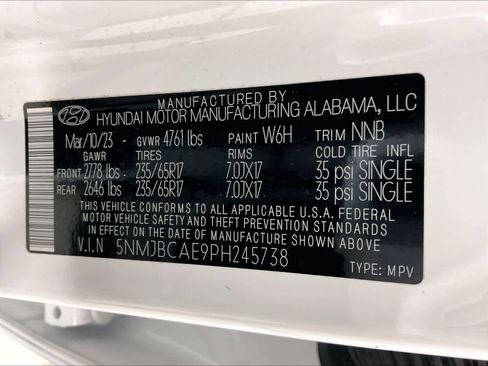 MANUFACTURED BY
HYUNDAI MOTOR MANUFACTURING ALABAMA, LLC
Mar/10/23 GVWR 4761 lbs PAINT W6H TRIM NNB
GAWR TIRES RIMS COLD TIRE INFL
FRONT 2778 lbs 235/65R17 7.0JX17 35 psi SINGLE
REAR 2646 lbs 235/65R17 7.0JX17 35 psi SINGLE
THIS VEHICLE CONFORMS TO ALL APPLICABLE U.S.A. FEDERAL
MOTOR VEHICLE SAFETY AND THEFT PREVENTION STANDARDS
IN EFFECT ON THE DATE OF MANUFACTURE SHOWN ABOVE.
V.I.N 5NMJBCAE9PH245738
TYPE: MPV